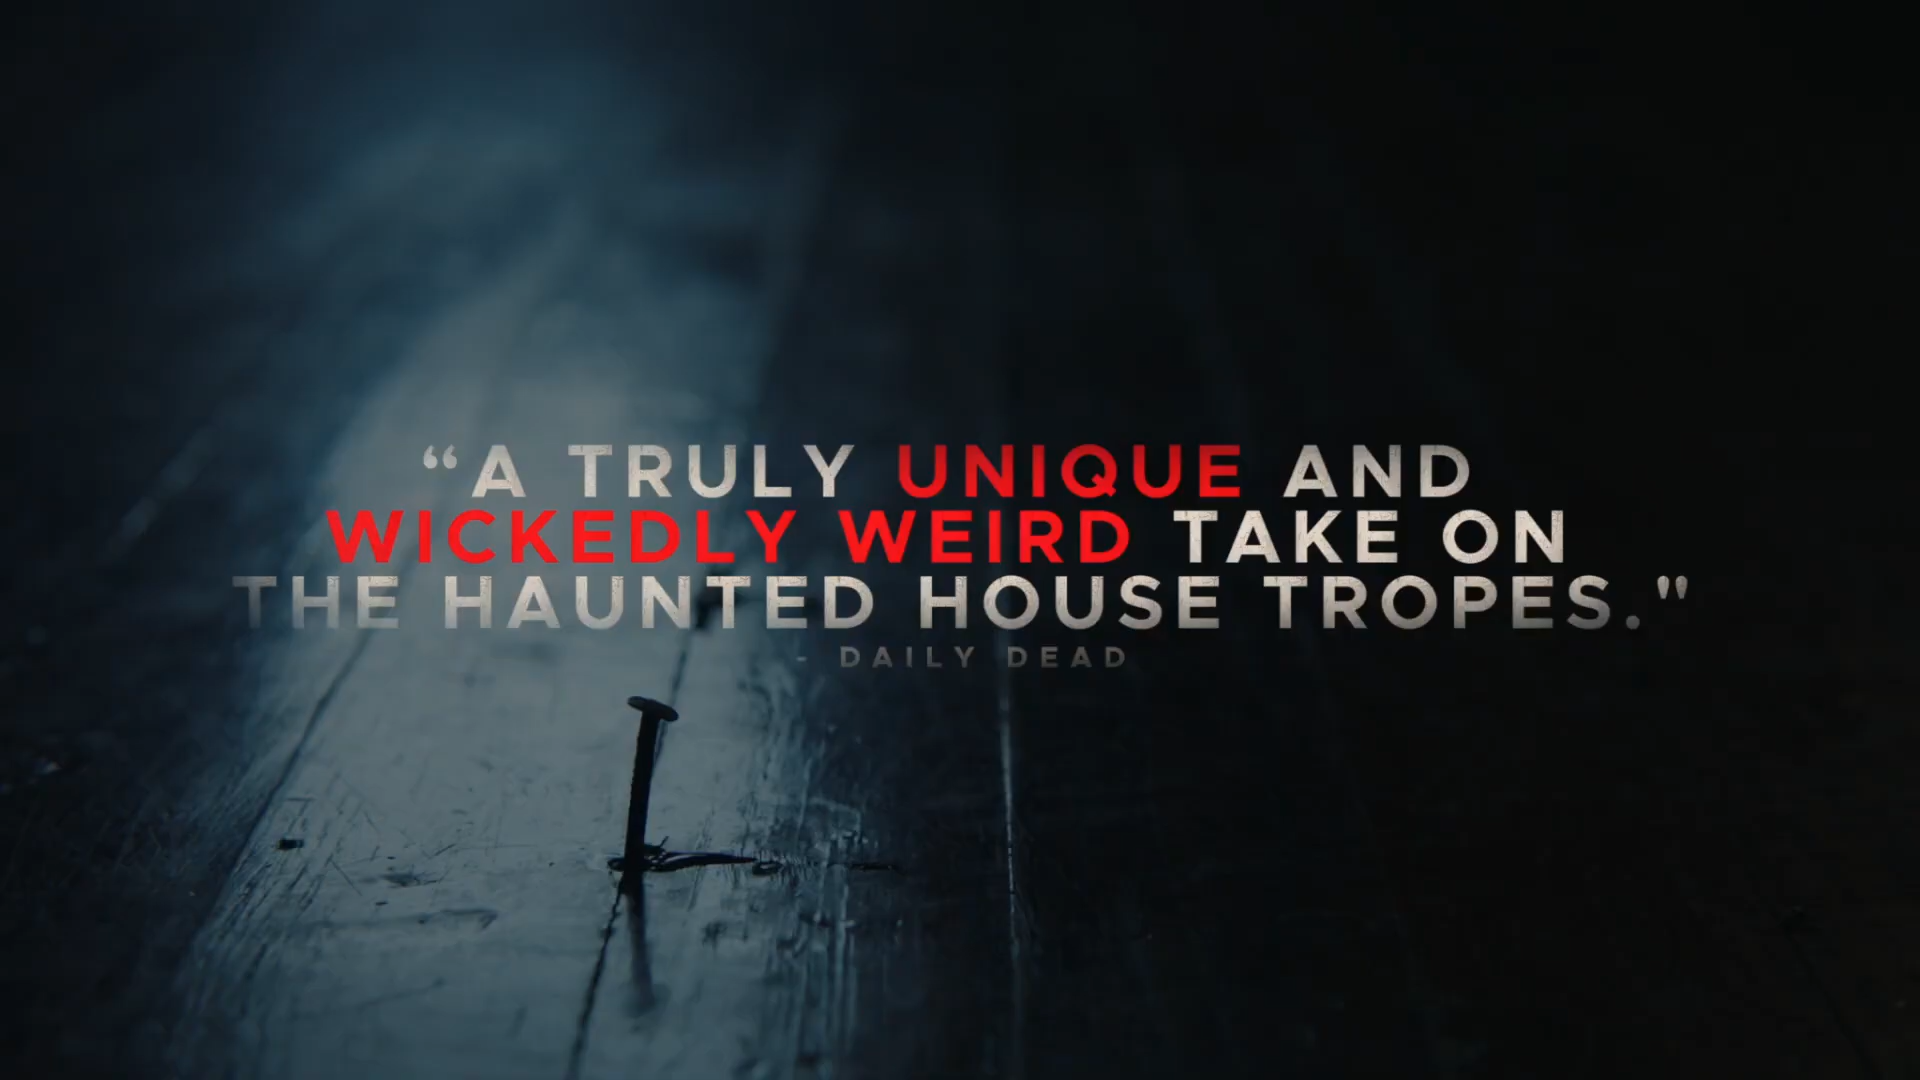 “A TRULY UNIQUE AND
WICKEDLY WEIRD TAKE ON
THE HAUNTED HOUSE TROPES."
- DAILY DEAD